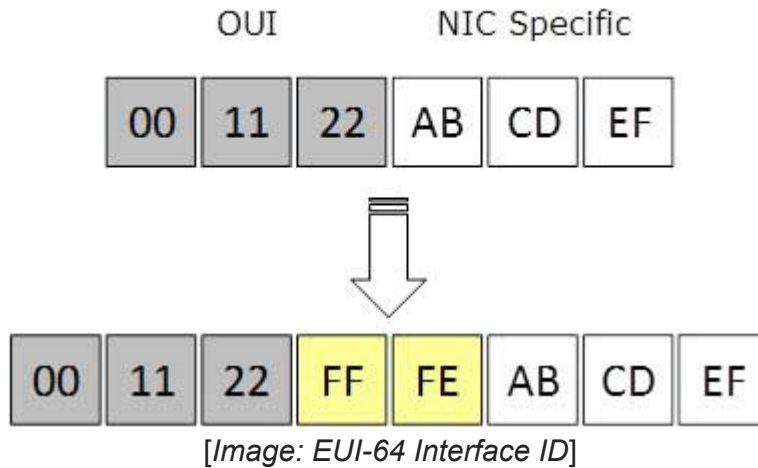 OUI NIC Specific
00 11 22 AB CD EF
00 11 22 FF FE AB CD EF
[Image: EUI-64 Interface ID]